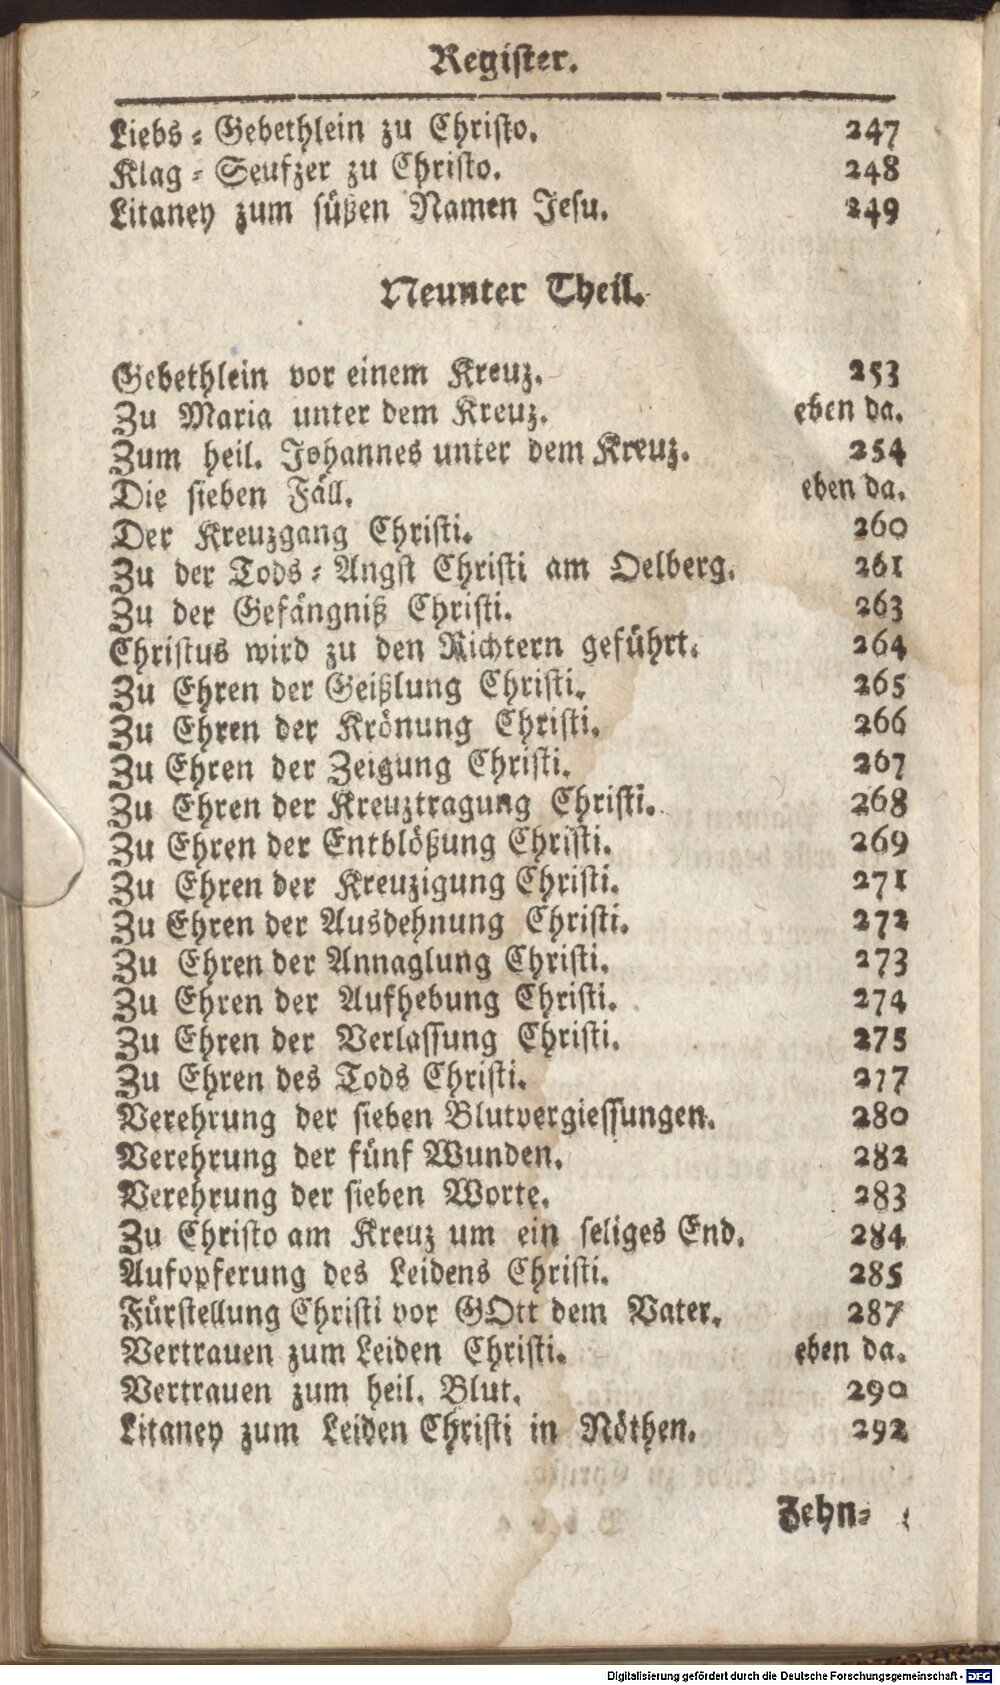 Register.
Liebs-Gebethlein zu Christo. 247
Klag-Seufzer zu Christo. 248
Litaney zum süßen Namen Jesu. 249
Neunter Theil.
Gebethlein vor einem Kreuz. 253
Zu Maria unter dem Kreuz. eben da.
Zum heil. Johannes unter dem Kreuz. 254
Die sieben Fäll. eben da.
Der Kreuzgang Christi. 260
Zu der Tods-Angst Christi am Oelberg. 261
Zu der Gefängniß Christi. 263
Christus wird zu den Richtern geführt. 264
Zu Ehren der Geißlung Christi. 265
Zu Ehren der Krönung Christi. 266
Zu Ehren der Zeigung Christi. 267
Zu Ehren der Kreuztragung Christi. 268
Zu Ehren der Entblößung Christi. 269
Zu Ehren der Kreuzigung Christi. 271
Zu Ehren der Ausdehnung Christi. 272
Zu Ehren der Annaglung Christi. 273
Zu Ehren der Aufhebung Christi. 274
Zu Ehren der Verlassung Christi. 275
Zu Ehren des Tods Christi. 277
Verehrung der sieben Blutvergiessungen. 280
Verehrung der fünf Wunden. 282
Verehrung der sieben Worte. 283
Zu Christo am Kreuz um ein seliges End. 284
Aufopferung des Leidens Christi. 285
Fürstellung Christi vor GOtt dem Vater. 287
Vertrauen zum Leiden Christi. eben da.
Vertrauen zum heil. Blut. 290
Litaney zum Leiden Christi in Nöthen. 292
Zehn-
Digitalisierung gefördert durch die Deutsche Forschungsgemeinschaft - DFG